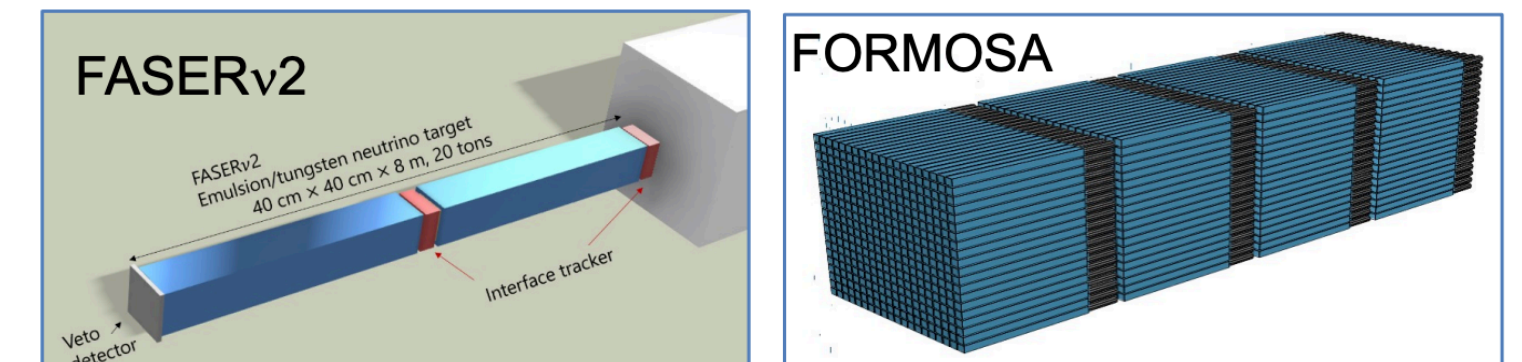 FASERν2
FASERν2
Emulsion/tungsten neutrino target
40 cm × 40 cm × 8 m, 20 tons
Interface tracker
Veto
detector
FORMOSA